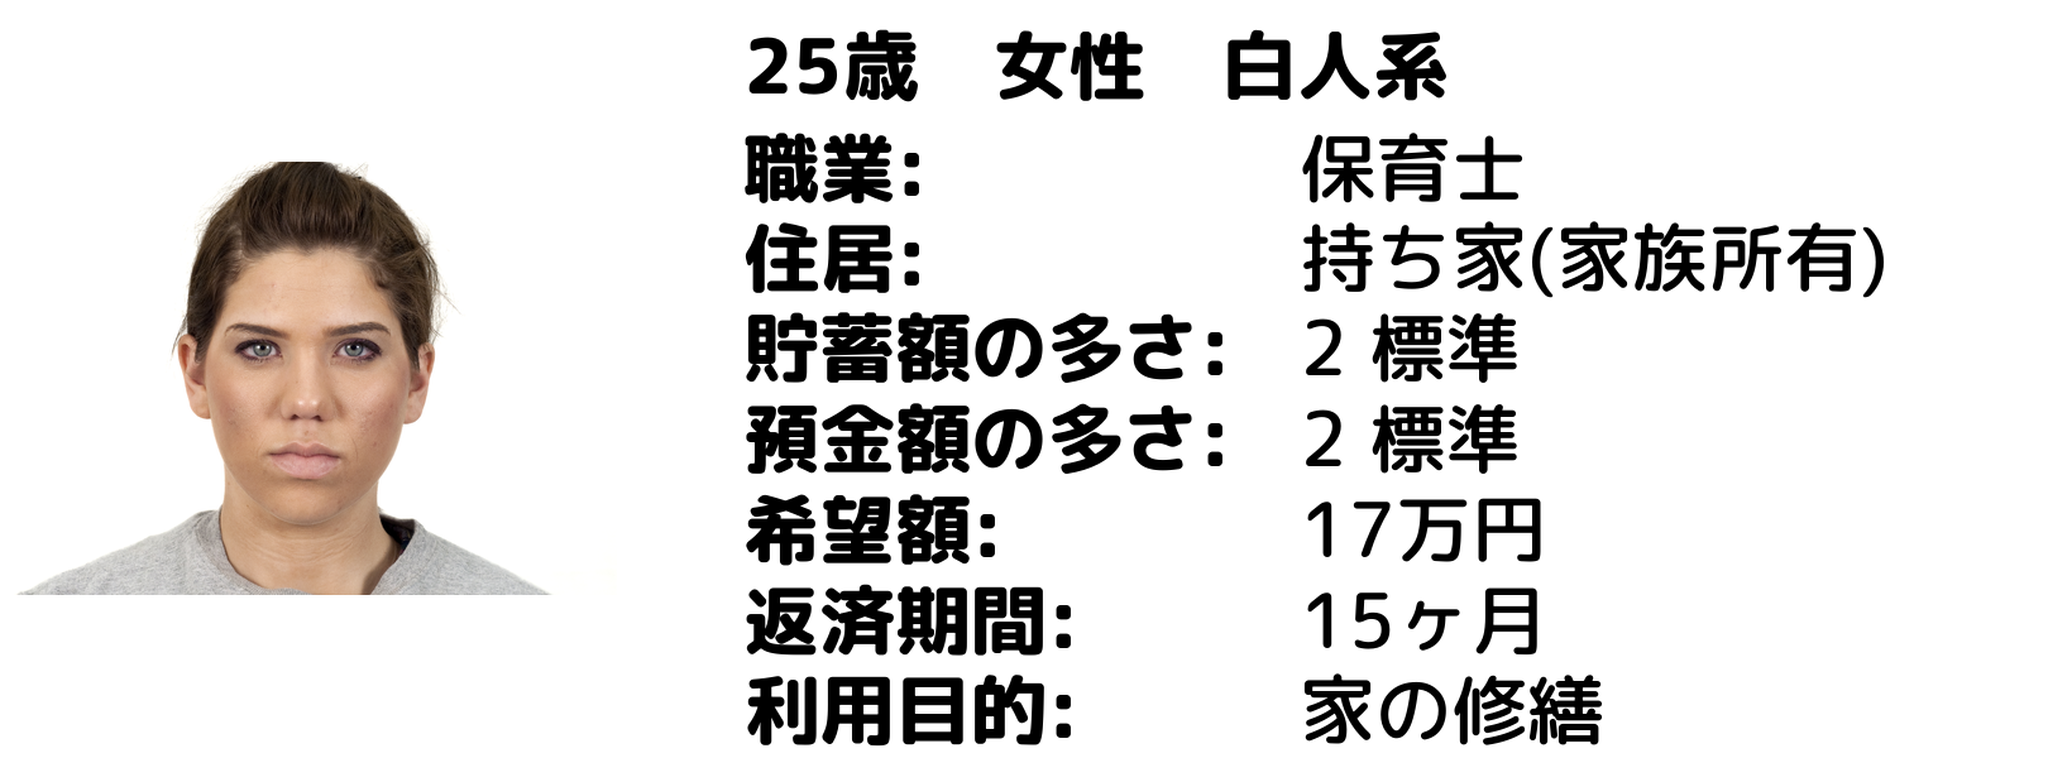 25歳　女性　白人系
職業: 保育士
住居: 持ち家(家族所有)
貯蓄額の多さ: 2 標準
預金額の多さ: 2 標準
希望額: 17万円
返済期間: 15ヶ月
利用目的: 家の修繕